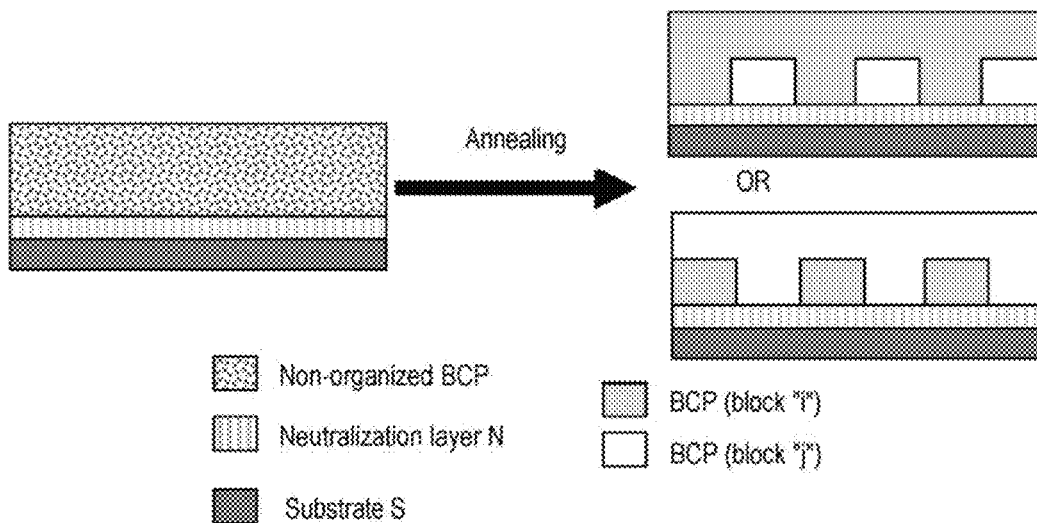 Annealing
OR
Non-organized BCP
Neutralization layer N
Substrate S
BCP (block "i")
BCP (block "j")